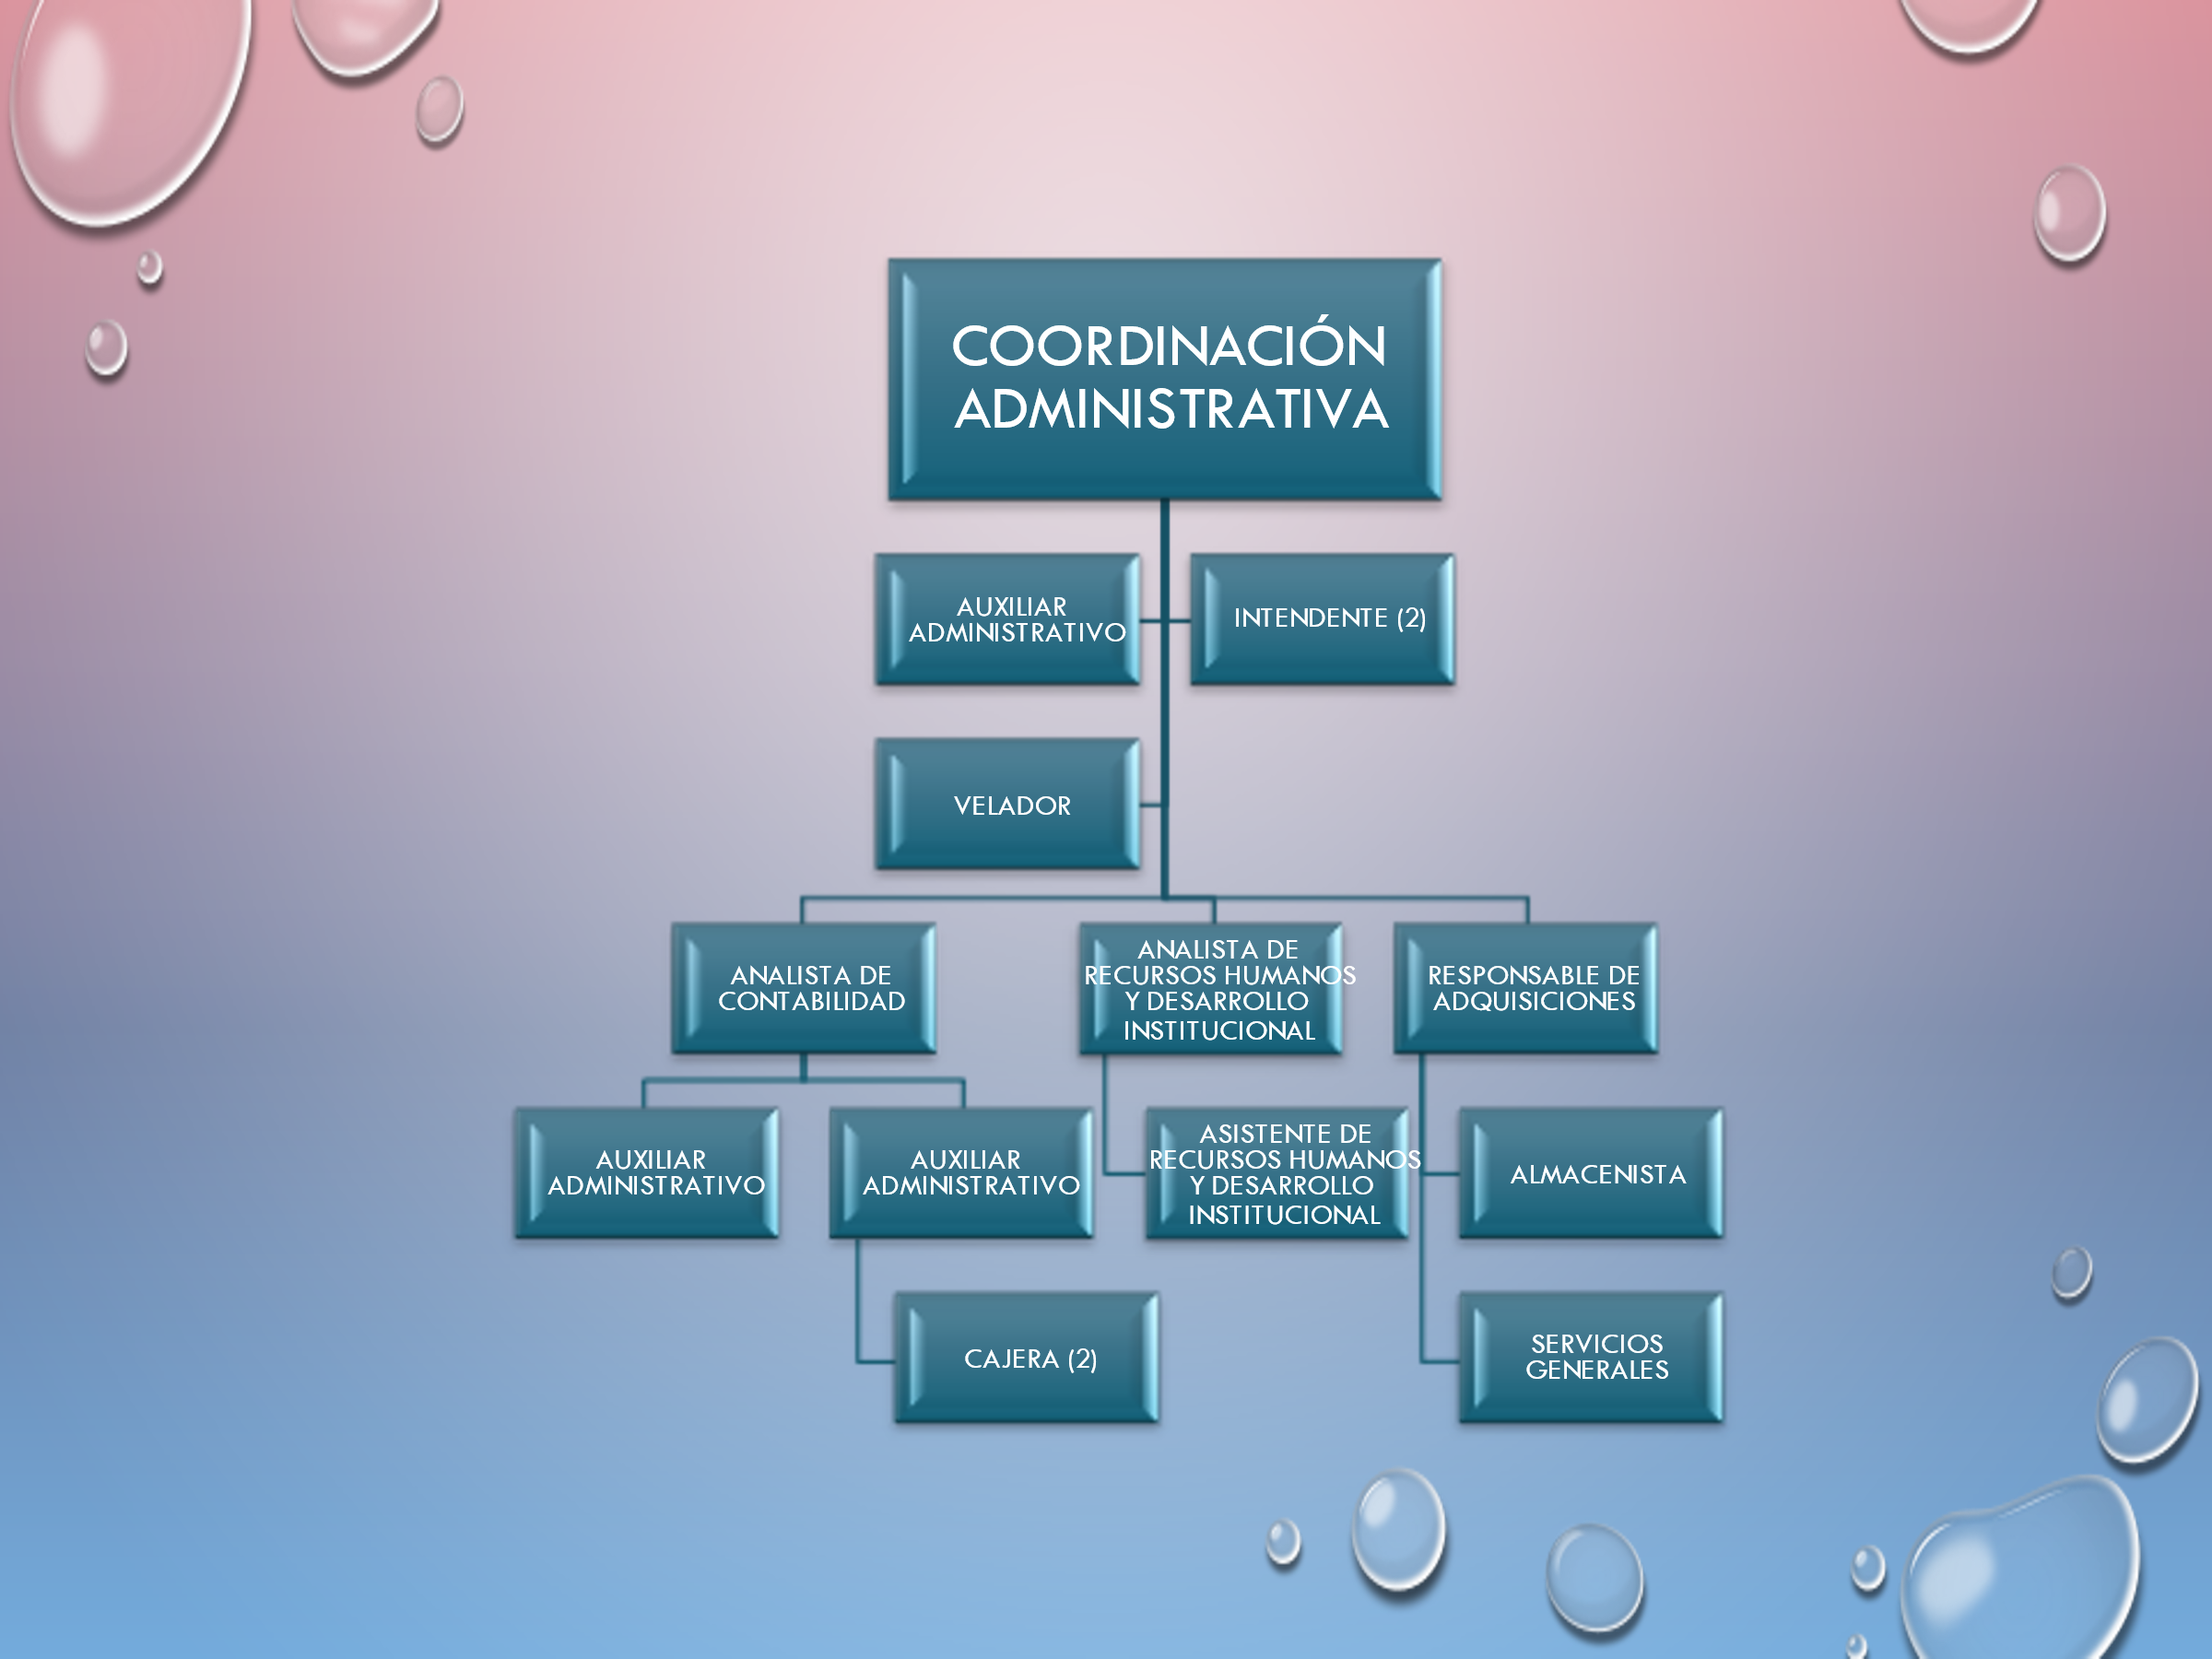 COORDINACIÓN
ADMINISTRATIVA
AUXILIAR
ADMINISTRATIVO
INTENDENTE (2)
VELADOR
ANALISTA DE
CONTABILIDAD
ANALISTA DE
RECURSOS HUMANOS
Y DESARROLLO
INSTITUCIONAL
RESPONSABLE DE
ADQUISICIONES
AUXILIAR
ADMINISTRATIVO
AUXILIAR
ADMINISTRATIVO
ASISTENTE DE
RECURSOS HUMANOS
Y DESARROLLO
INSTITUCIONAL
ALMACENISTA
CAJERA (2)
SERVICIOS
GENERALES